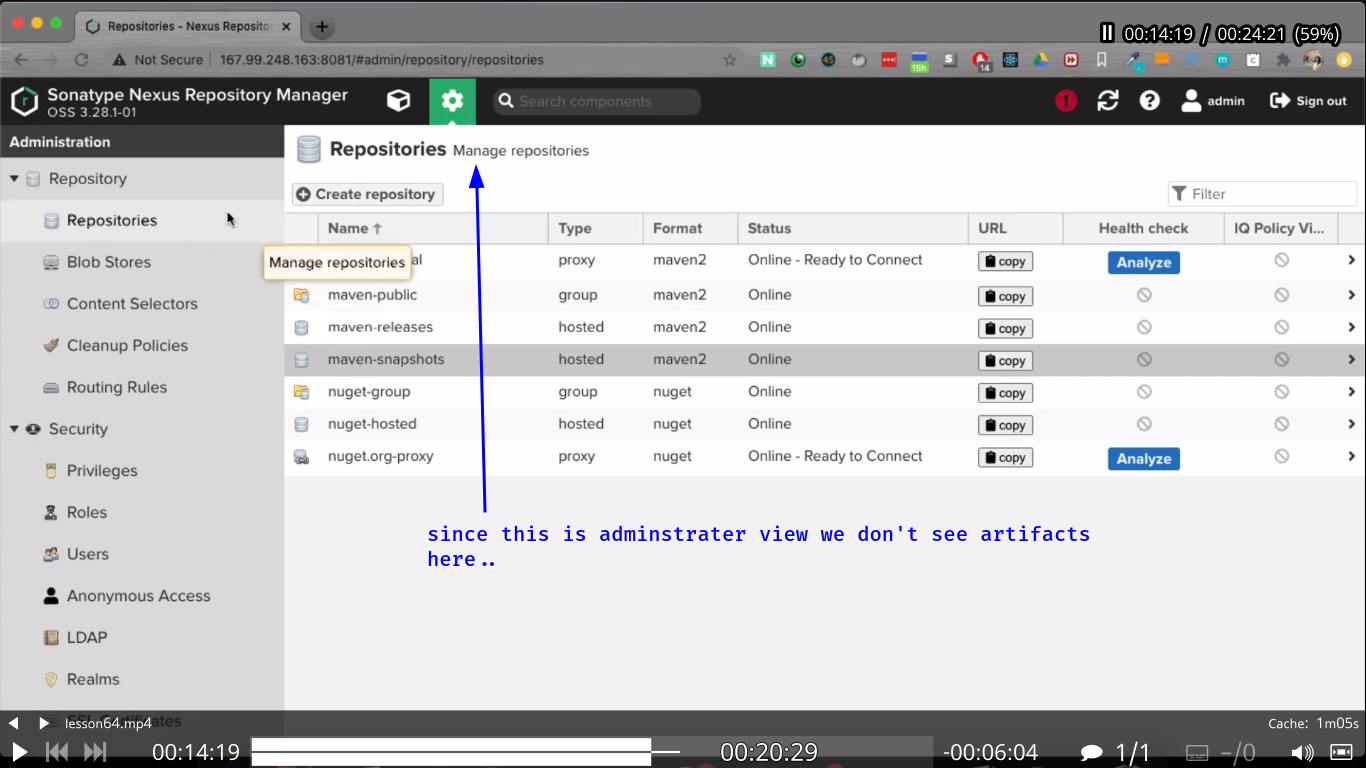 Repositories - Nexus Reposito
00:14:19 / 00:24:21 (59%)
Not Secure
167.99.248.163:8081/#admin/repository/repositories
Sonatype Nexus Repository Manager
OSS 3.28.1-01
Search components
admin
Sign out
Administration
Repository
Repositories
Blob Stores
Content Selectors
Cleanup Policies
Routing Rules
Security
Privileges
Roles
Users
Anonymous Access
LDAP
Realms
Repositories Manage repositories
Create repository
Filter
Name Type Format Status URL Health check IQ Policy Vi...
Manage repositories
al proxy maven2 Online - Ready to Connect copy Analyze
maven-public group maven2 Online copy
maven-releases hosted maven2 Online copy
maven-snapshots hosted maven2 Online copy
nuget-group group nuget Online copy
nuget-hosted hosted nuget Online copy
nuget.org-proxy proxy nuget Online - Ready to Connect copy Analyze
since this is adminstrater view we don't see artifacts
here..
lesson64.mp4
Cache: 1m05s
00:14:19 00:20:29 -00:06:04 1/1 –/0